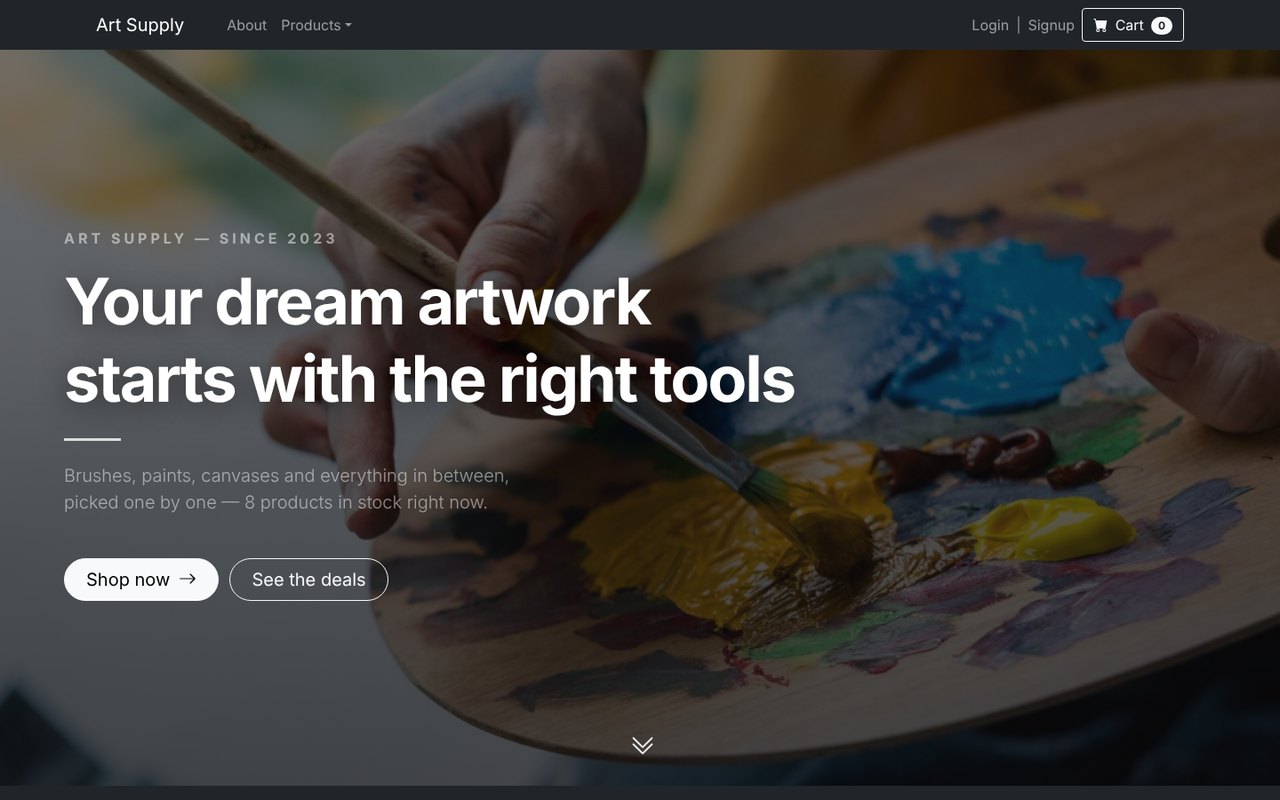 Art Supply
About
Products
Login | Signup
Cart 0
ART SUPPLY — SINCE 2023
Your dream artwork
starts with the right tools
Brushes, paints, canvases and everything in between,
picked one by one — 8 products in stock right now.
Shop now →
See the deals